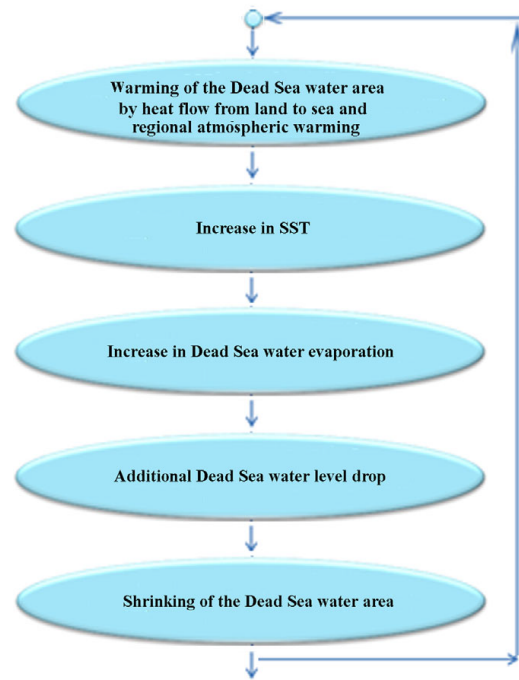 Warming of the Dead Sea water area
by heat flow from land to sea and
regional atmospheric warming
Increase in SST
Increase in Dead Sea water evaporation
Additional Dead Sea water level drop
Shrinking of the Dead Sea water area